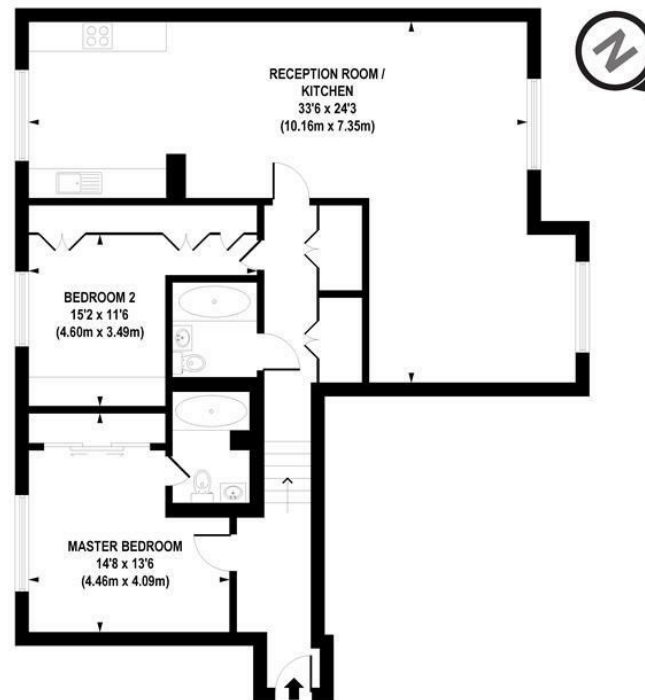 RECEPTION ROOM /
KITCHEN
33'6 x 24'3
(10.16m x 7.35m)
N
BEDROOM 2
15'2 x 11'6
(4.60m x 3.49m)
MASTER BEDROOM
14'8 x 13'6
(4.46m x 4.09m)